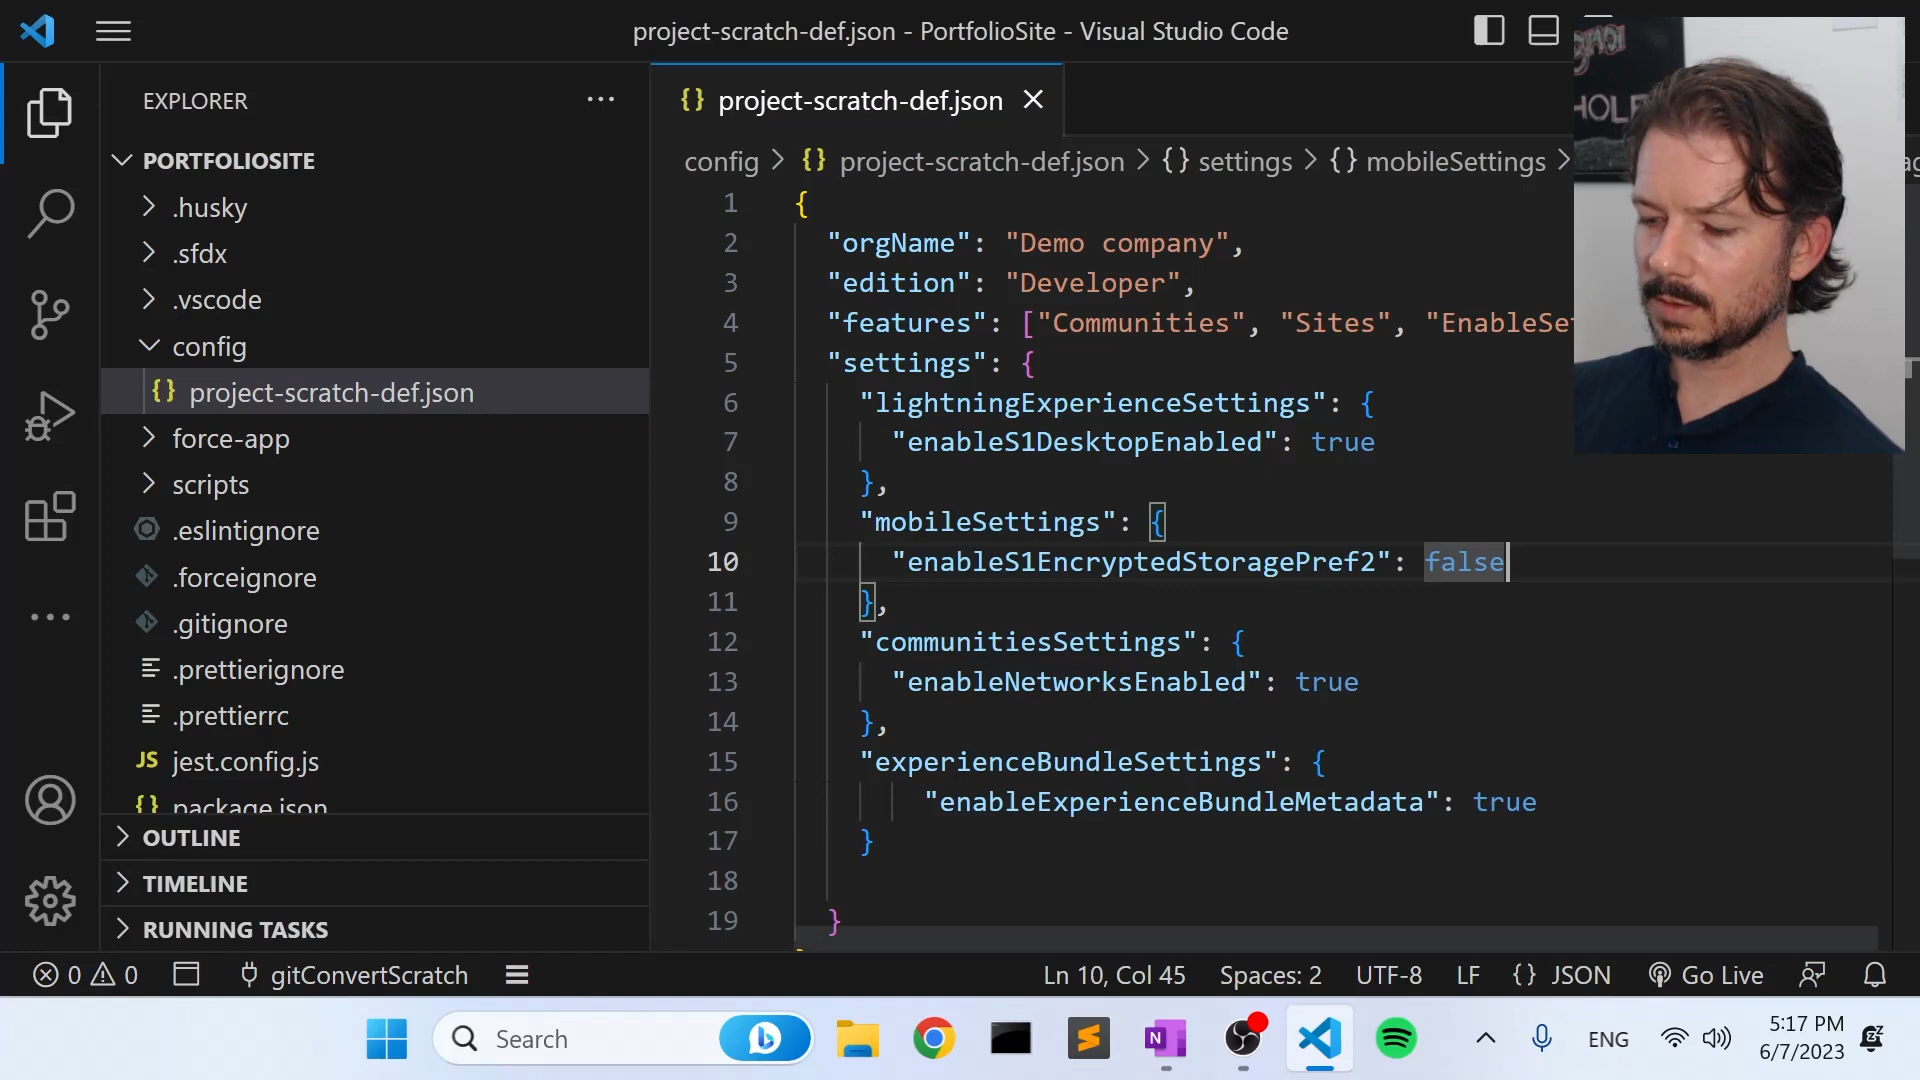 project-scratch-def.json - PortfolioSite - Visual Studio Code
EXPLORER
PORTFOLIOSITE
.husky
.sfdx
.vscode
config
{} project-scratch-def.json
force-app
scripts
.eslintignore
.forceignore
.gitignore
.prettierignore
.prettierrc
JS jest.config.js
{} package.json
OUTLINE
TIMELINE
RUNNING TASKS
{} project-scratch-def.json
config > {} project-scratch-def.json > {} settings > {} mobileSettings >
1 {
2 "orgName": "Demo company",
3 "edition": "Developer",
4 "features": ["Communities", "Sites", "EnableSe
5 "settings": {
6 "lightningExperienceSettings": {
7 "enableS1DesktopEnabled": true
8 },
9 "mobileSettings": {
10 "enableS1EncryptedStoragePref2": false
11 },
12 "communitiesSettings": {
13 "enableNetworksEnabled": true
14 },
15 "experienceBundleSettings": {
16 "enableExperienceBundleMetadata": true
17 }
18
19 }
0 0 gitConvertScratch Ln 10, Col 45 Spaces: 2 UTF-8 LF {} JSON Go Live
Search ENG 5:17 PM
6/7/2023